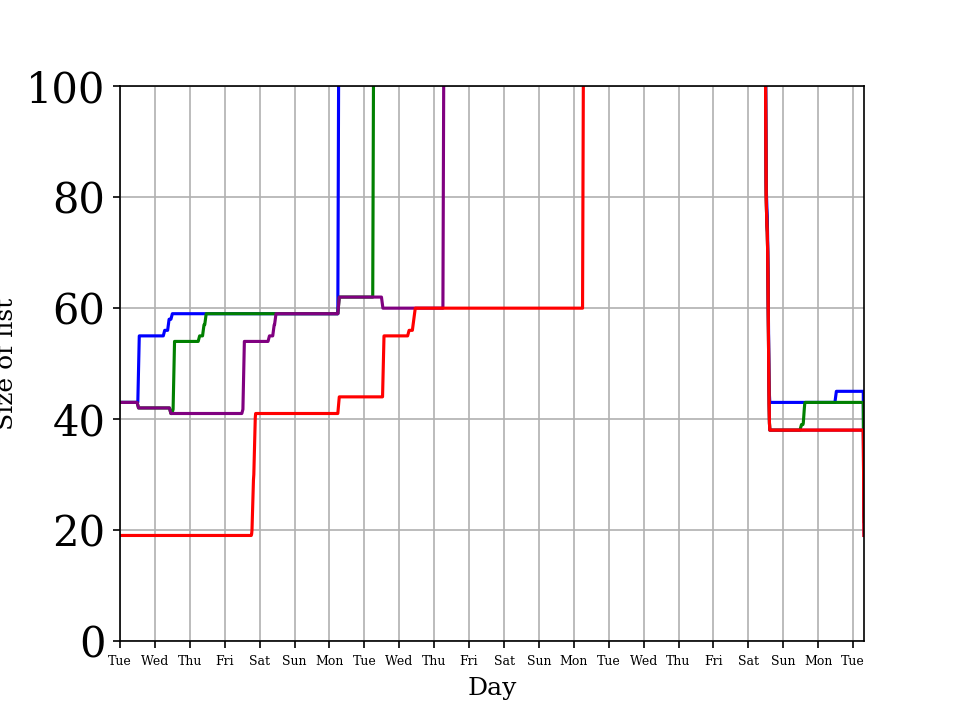 100
80
60
40
20
0
Size of list
Tue Wed Thu Fri Sat Sun Mon Tue Wed Thu Fri Sat Sun Mon Tue Wed Thu Fri Sat Sun Mon Tue
Day